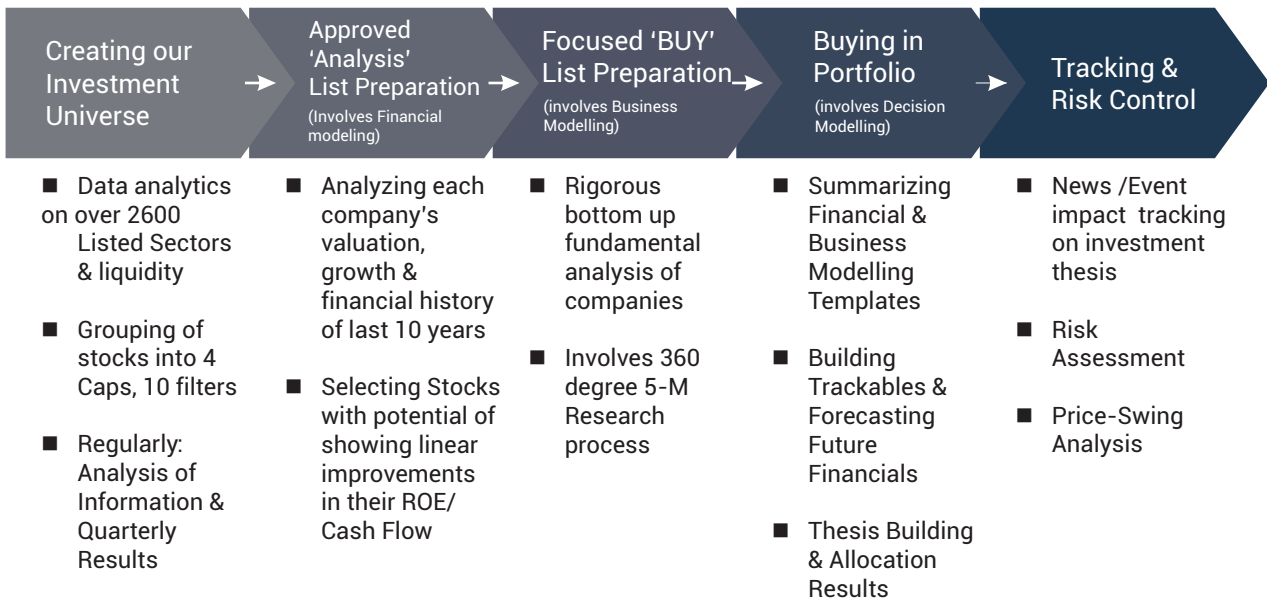 Creating our
Investment
Universe
Approved
‘Analysis’
List Preparation
(Involves Financial
modeling)
Focused ‘BUY’
List Preparation
(involves Business
Modelling)
Buying in
Portfolio
(involves Decision
Modelling)
Tracking &
Risk Control
■ Data analytics
on over 2600
Listed Sectors
& liquidity
■ Grouping of
stocks into 4
Caps, 10 filters
■ Regularly:
Analysis of
Information &
Quarterly
Results
■ Analyzing each
company’s
valuation,
growth &
financial history
of last 10 years
■ Selecting Stocks
with potential of
showing linear
improvements
in their ROE/
Cash Flow
■ Rigorous
bottom up
fundamental
analysis of
companies
■ Involves 360
degree 5-M
Research
process
■ Summarizing
Financial &
Business
Modelling
Templates
■ Building
Trackables &
Forecasting
Future
Financials
■ Thesis Building
& Allocation
Results
■ News /Event
impact tracking
on investment
thesis
■ Risk
Assessment
■ Price-Swing
Analysis